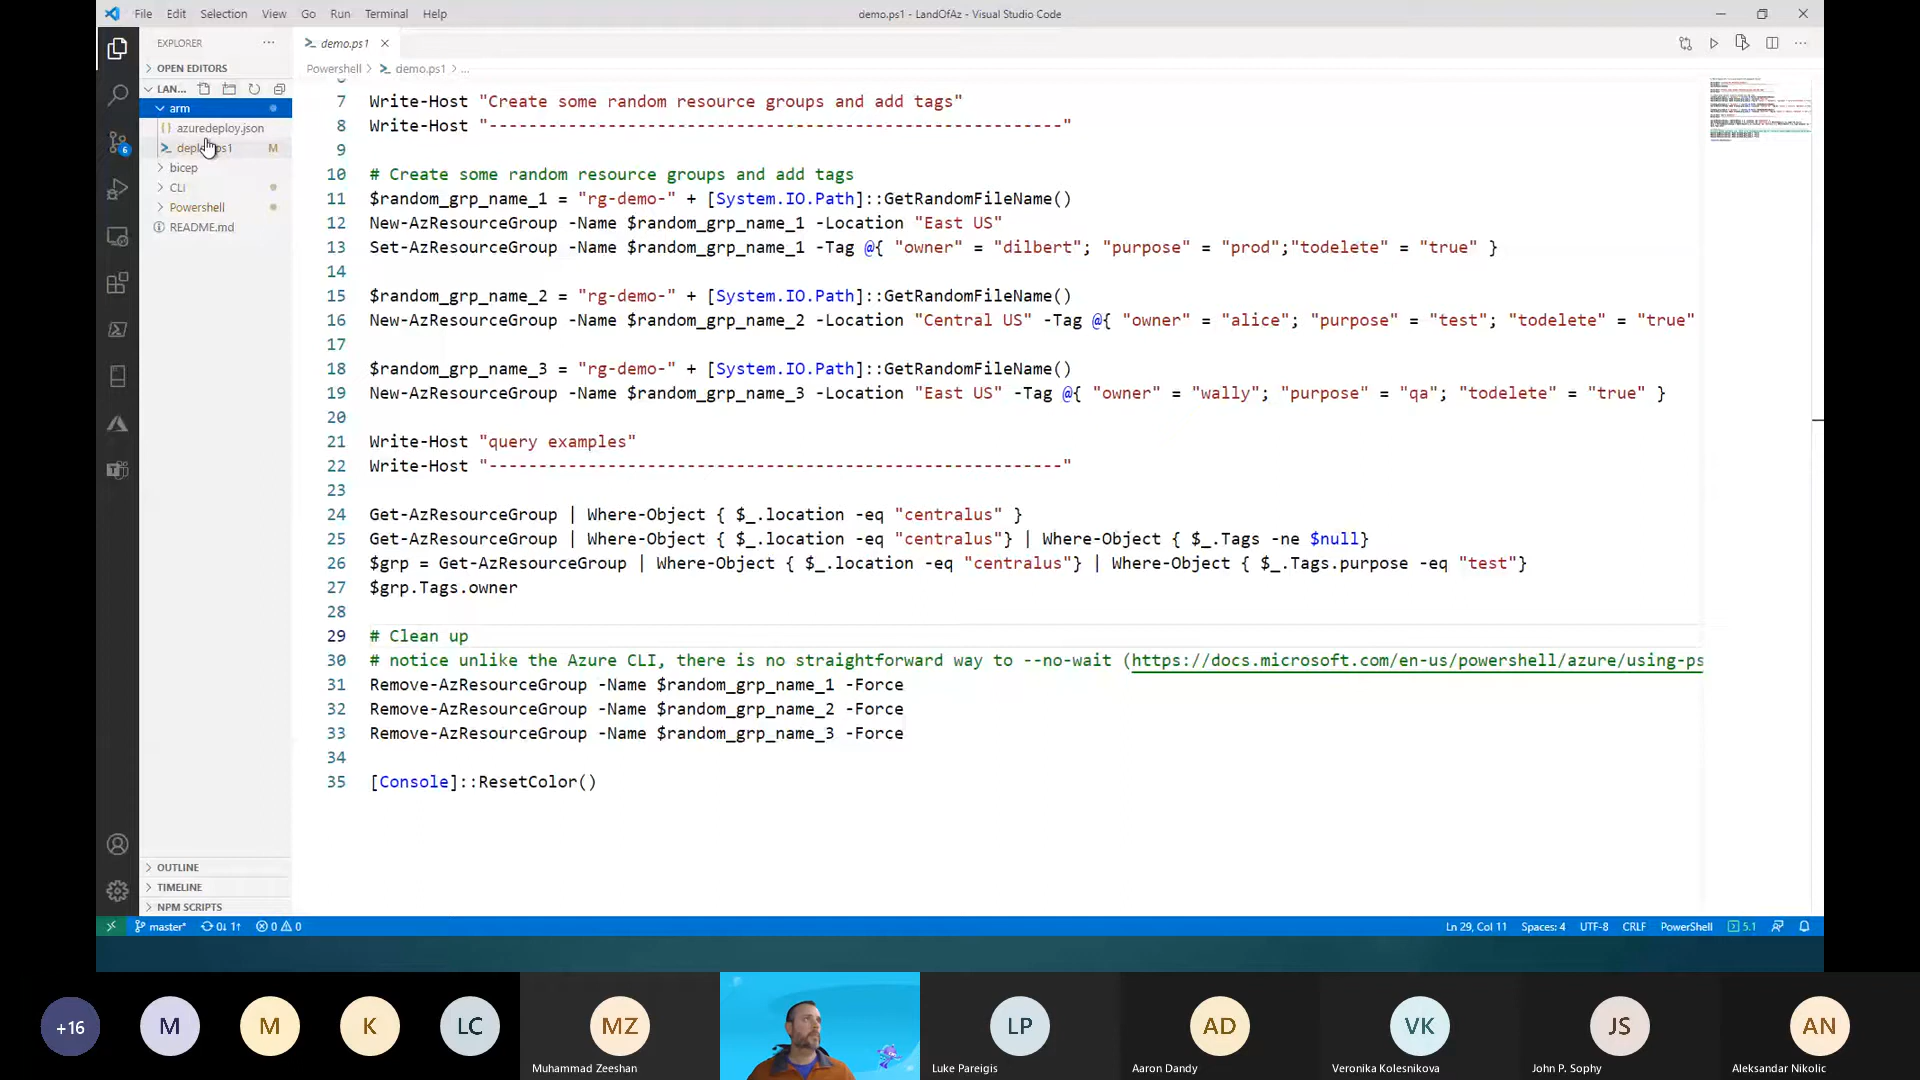 File Edit Selection View Go Run Terminal Help
demo.ps1 - LandOfAz - Visual Studio Code
EXPLORER
OPEN EDITORS
LAN...
arm
azuredeploy.json
M
bicep
CLI
Powershell
README.md
OUTLINE
TIMELINE
NPM SCRIPTS
6
demo.ps1
Powershell > demo.ps1 > ...
7 Write-Host "Create some random resource groups and add tags"
8 Write-Host "----------------------------------------------------------"
9
10 # Create some random resource groups and add tags
11 $random_grp_name_1 = "rg-demo-" + [System.IO.Path]::GetRandomFileName()
12 New-AzResourceGroup -Name $random_grp_name_1 -Location "East US"
13 Set-AzResourceGroup -Name $random_grp_name_1 -Tag @{ "owner" = "dilbert"; "purpose" = "prod";"todelete" = "true" }
14
15 $random_grp_name_2 = "rg-demo-" + [System.IO.Path]::GetRandomFileName()
16 New-AzResourceGroup -Name $random_grp_name_2 -Location "Central US" -Tag @{ "owner" = "alice"; "purpose" = "test"; "todelete" = "true"
17
18 $random_grp_name_3 = "rg-demo-" + [System.IO.Path]::GetRandomFileName()
19 New-AzResourceGroup -Name $random_grp_name_3 -Location "East US" -Tag @{ "owner" = "wally"; "purpose" = "qa"; "todelete" = "true" }
20
21 Write-Host "query examples"
22 Write-Host "----------------------------------------------------------"
23
24 Get-AzResourceGroup | Where-Object { $_.location -eq "centralus" }
25 Get-AzResourceGroup | Where-Object { $_.location -eq "centralus"} | Where-Object { $_.Tags -ne $null}
26 $grp = Get-AzResourceGroup | Where-Object { $_.location -eq "centralus"} | Where-Object { $_.Tags.purpose -eq "test"}
27 $grp.Tags.owner
28
29 # Clean up
30 # notice unlike the Azure CLI, there is no straightforward way to --no-wait (https://docs.microsoft.com/en-us/powershell/azure/using-ps
31 Remove-AzResourceGroup -Name $random_grp_name_1 -Force
32 Remove-AzResourceGroup -Name $random_grp_name_2 -Force
33 Remove-AzResourceGroup -Name $random_grp_name_3 -Force
34
35 [Console]::ResetColor()
master* 0↓ 1↑ 0 0
Ln 29, Col 11 Spaces: 4 UTF-8 CRLF PowerShell 5.1
+16 M M K LC MZ LP AD VK JS AN
Muhammad Zeeshan Luke Pareigis Aaron Dandy Veronika Kolesnikova John P. Sophy Aleksandar Nikolic